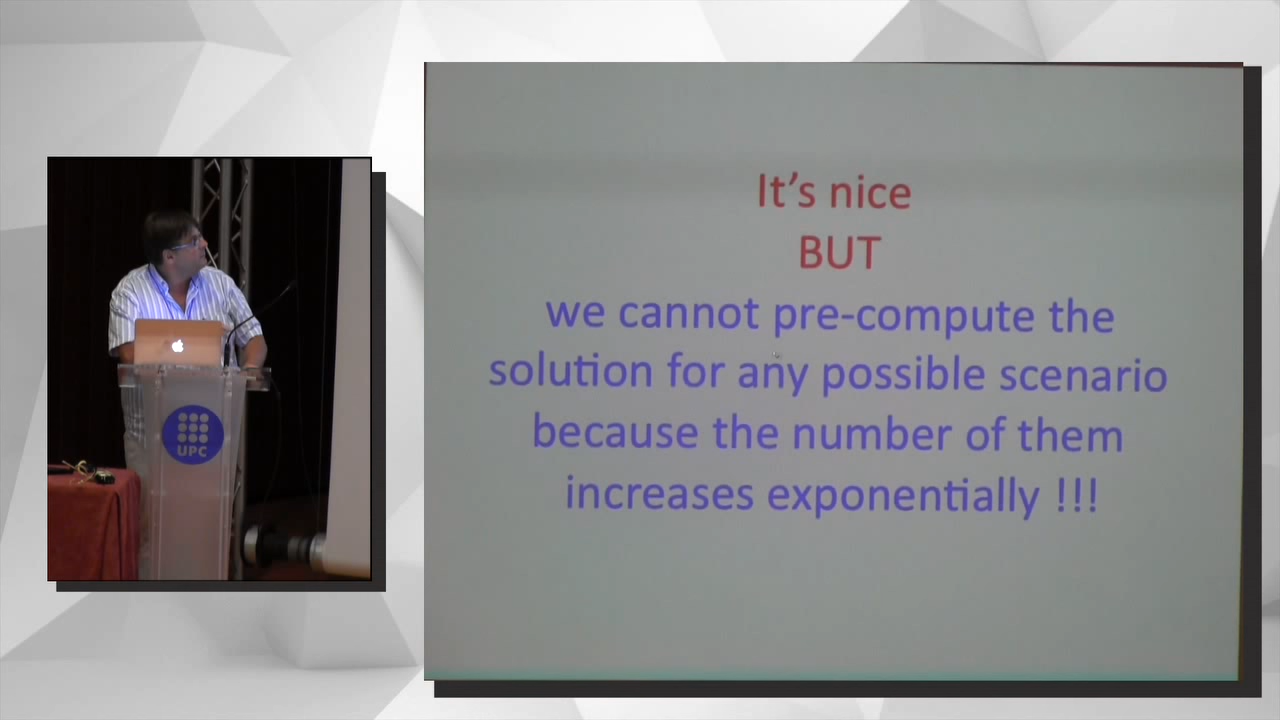 It's nice
BUT
we cannot pre-compute the
solution for any possible scenario
because the number of them
increases exponentially !!!
UPC